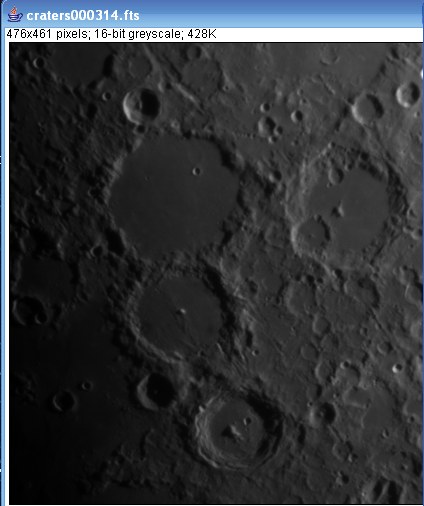 craters000314.fts
476x461 pixels; 16-bit greyscale; 428K